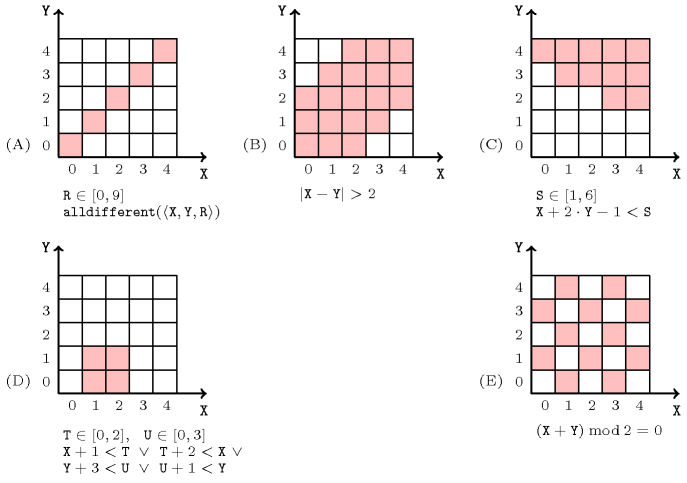 Y
4
3
2
1
0
(A)
0 1 2 3 4
X
R ∈ [0, 9]
alldifferent(⟨X, Y, R⟩)
Y
4
3
2
1
0
(B)
0 1 2 3 4
X
|X − Y| > 2
Y
4
3
2
1
0
(C)
0 1 2 3 4
X
S ∈ [1, 6]
X + 2 · Y − 1 < S
Y
4
3
2
1
0
(D)
0 1 2 3 4
X
T ∈ [0, 2], U ∈ [0, 3]
X + 1 < T ∨ T + 2 < X ∨
Y + 3 < U ∨ U + 1 < Y
Y
4
3
2
1
0
(E)
0 1 2 3 4
X
(X + Y) mod 2 = 0